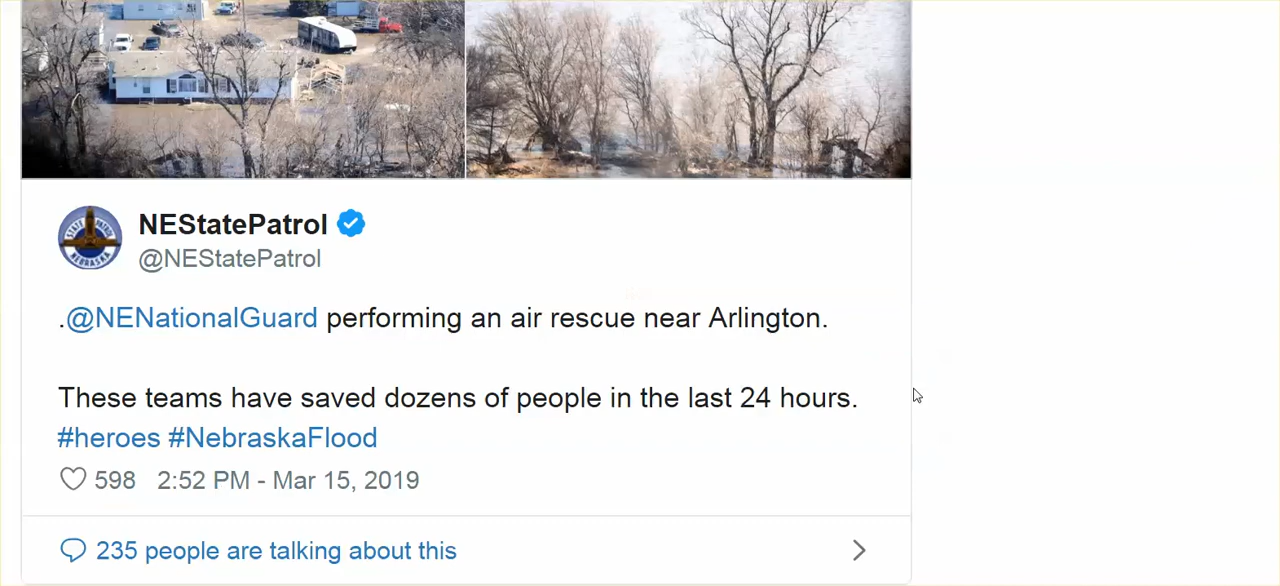 NEStatePatrol
@NEStatePatrol
.@NENationalGuard performing an air rescue near Arlington.
These teams have saved dozens of people in the last 24 hours.
#heroes #NebraskaFlood
598 2:52 PM - Mar 15, 2019
235 people are talking about this